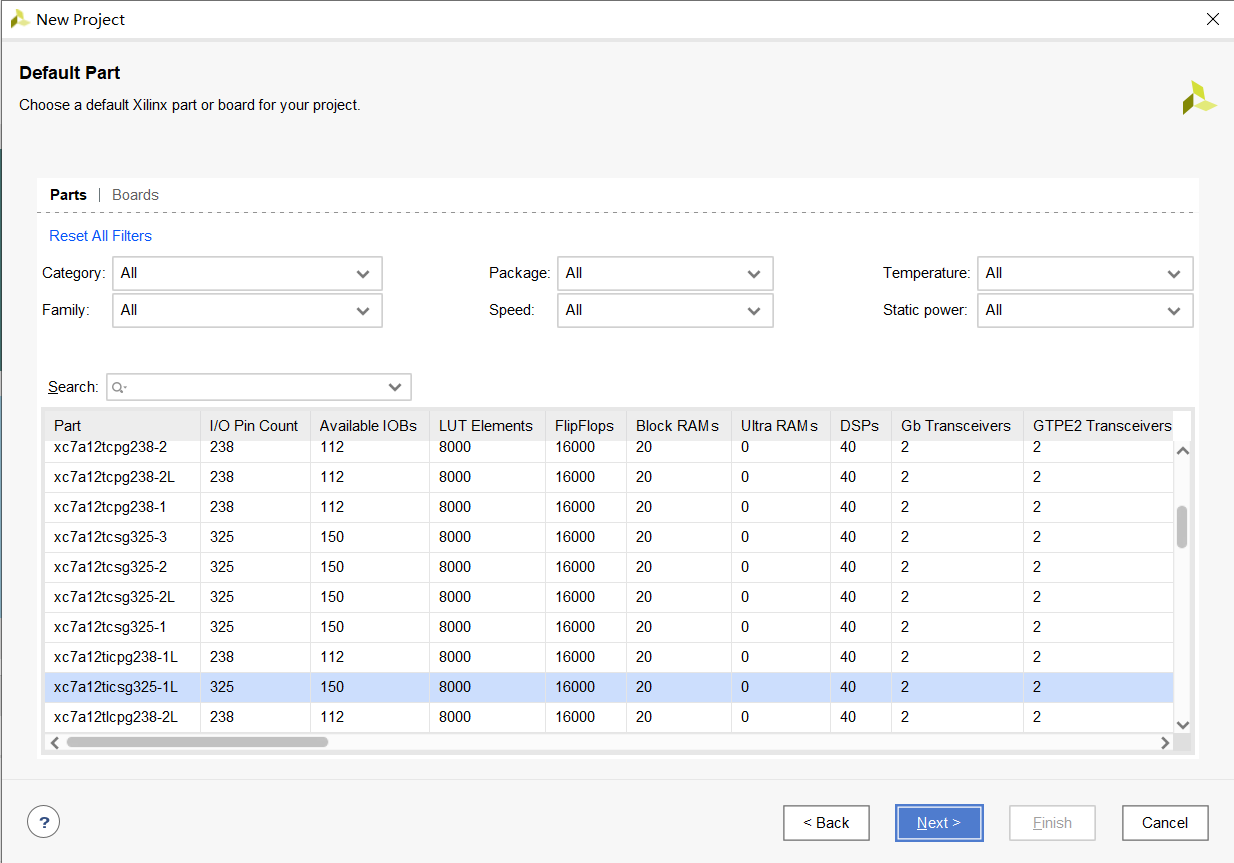 New Project
Default Part
Choose a default Xilinx part or board for your project.
Parts | Boards
Reset All Filters
Category: All Package: All Temperature: All
Family: All Speed: All Static power: All
Search:
Part I/O Pin Count Available IOBs LUT Elements FlipFlops Block RAMs Ultra RAMs DSPs Gb Transceivers GTPE2 Transceivers
xc7a12tcpg238-2 238 112 8000 16000 20 0 40 2 2
xc7a12tcpg238-2L 238 112 8000 16000 20 0 40 2 2
xc7a12tcpg238-1 238 112 8000 16000 20 0 40 2 2
xc7a12tcsg325-3 325 150 8000 16000 20 0 40 2 2
xc7a12tcsg325-2 325 150 8000 16000 20 0 40 2 2
xc7a12tcsg325-2L 325 150 8000 16000 20 0 40 2 2
xc7a12tcsg325-1 325 150 8000 16000 20 0 40 2 2
xc7a12ticpg238-1L 238 112 8000 16000 20 0 40 2 2
xc7a12ticsg325-1L 325 150 8000 16000 20 0 40 2 2
xc7a12tlcpg238-2L 238 112 8000 16000 20 0 40 2 2
? < Back Next > Finish Cancel